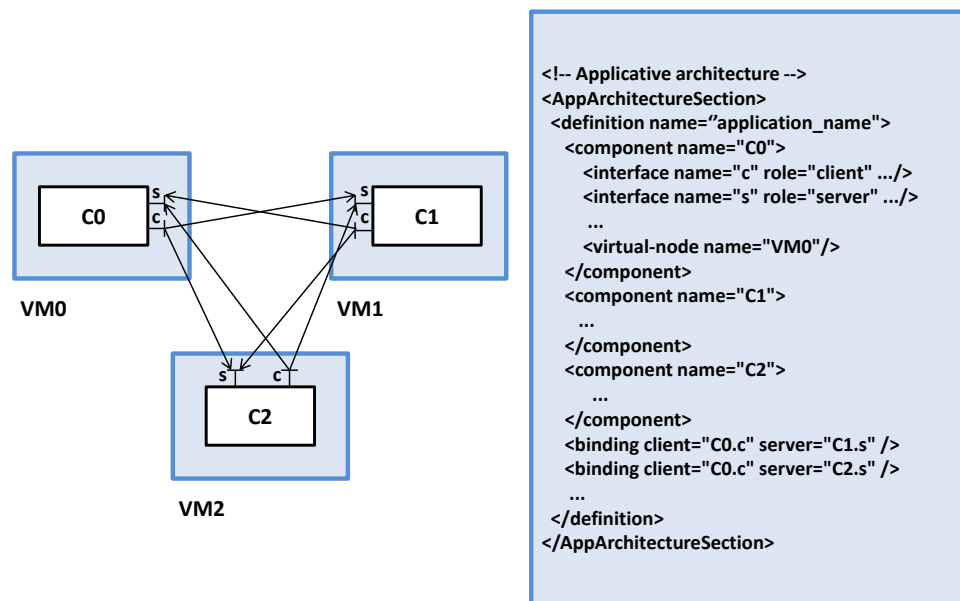 s
C0
c
VM0
s
C1
c
VM1
s
c
C2
VM2
<!-- Applicative architecture -->
<AppArchitectureSection>
<definition name=“application_name">
<component name="C0">
<interface name="c" role="client" .../>
<interface name="s" role="server" .../>
...
<virtual-node name="VM0"/>
</component>
<component name="C1">
...
</component>
<component name="C2">
...
</component>
<binding client="C0.c" server="C1.s" />
<binding client="C0.c" server="C2.s" />
...
</definition>
</AppArchitectureSection>